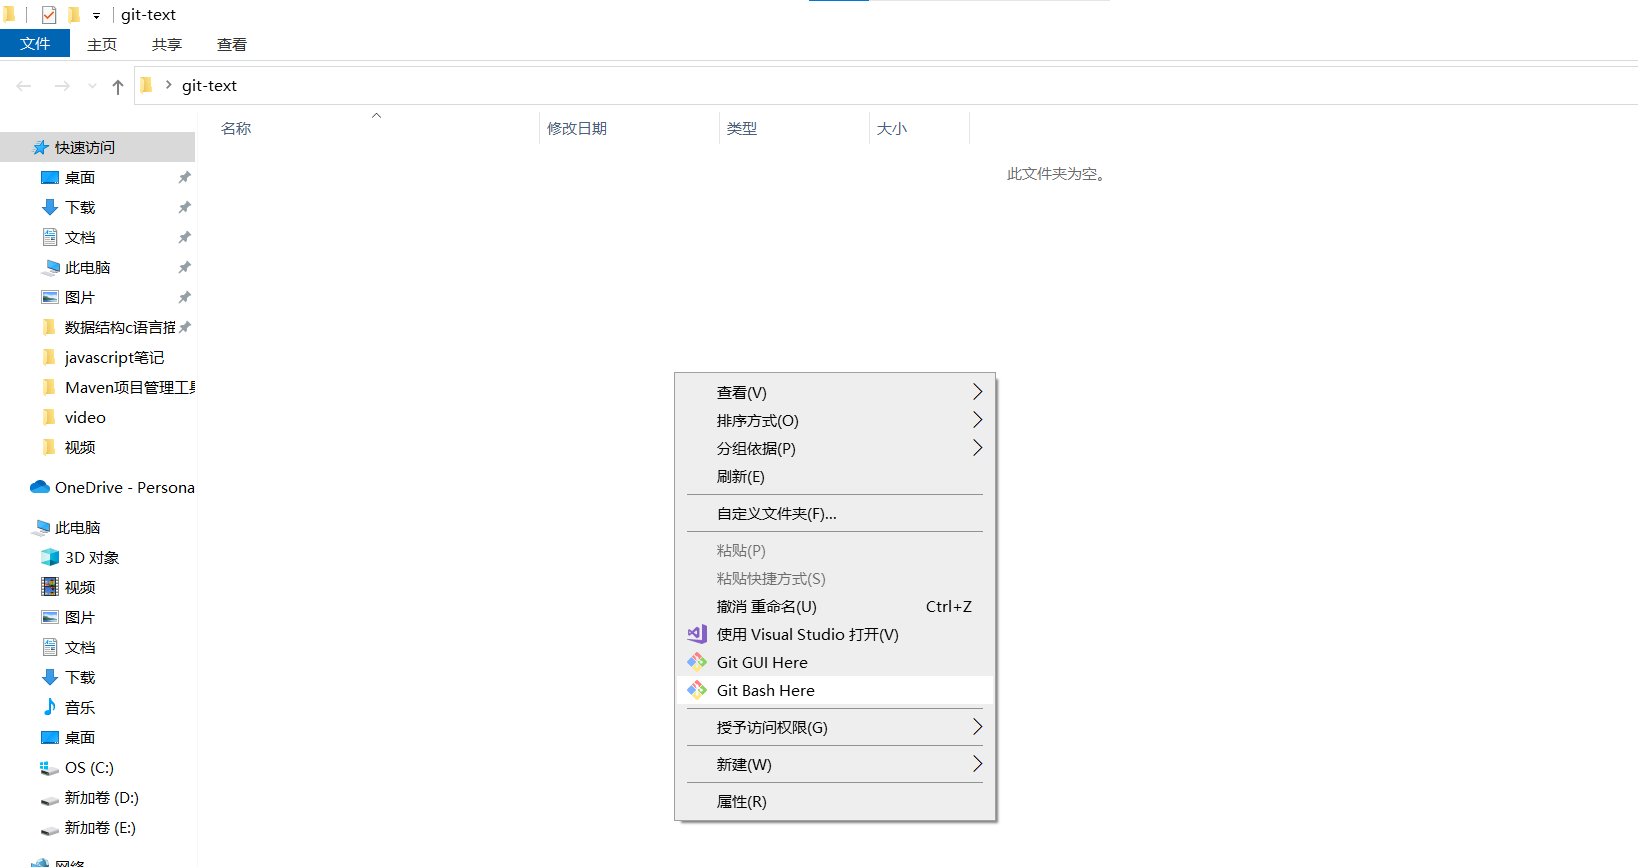 git-text
文件 主页 共享 查看
git-text
名称 修改日期 类型 大小
此文件夹为空。
快速访问
桌面
下载
文档
此电脑
图片
数据结构c语言描
javascript笔记
Maven项目管理工具
video
视频
OneDrive - Persona
此电脑
3D 对象
视频
图片
文档
下载
音乐
桌面
OS (C:)
新加卷 (D:)
新加卷 (E:)
网络
查看(V)
排序方式(O)
分组依据(P)
刷新(E)
自定义文件夹(F)...
粘贴(P)
粘贴快捷方式(S)
撤消 重命名(U) Ctrl+Z
使用 Visual Studio 打开(V)
Git GUI Here
Git Bash Here
授予访问权限(G)
新建(W)
属性(R)